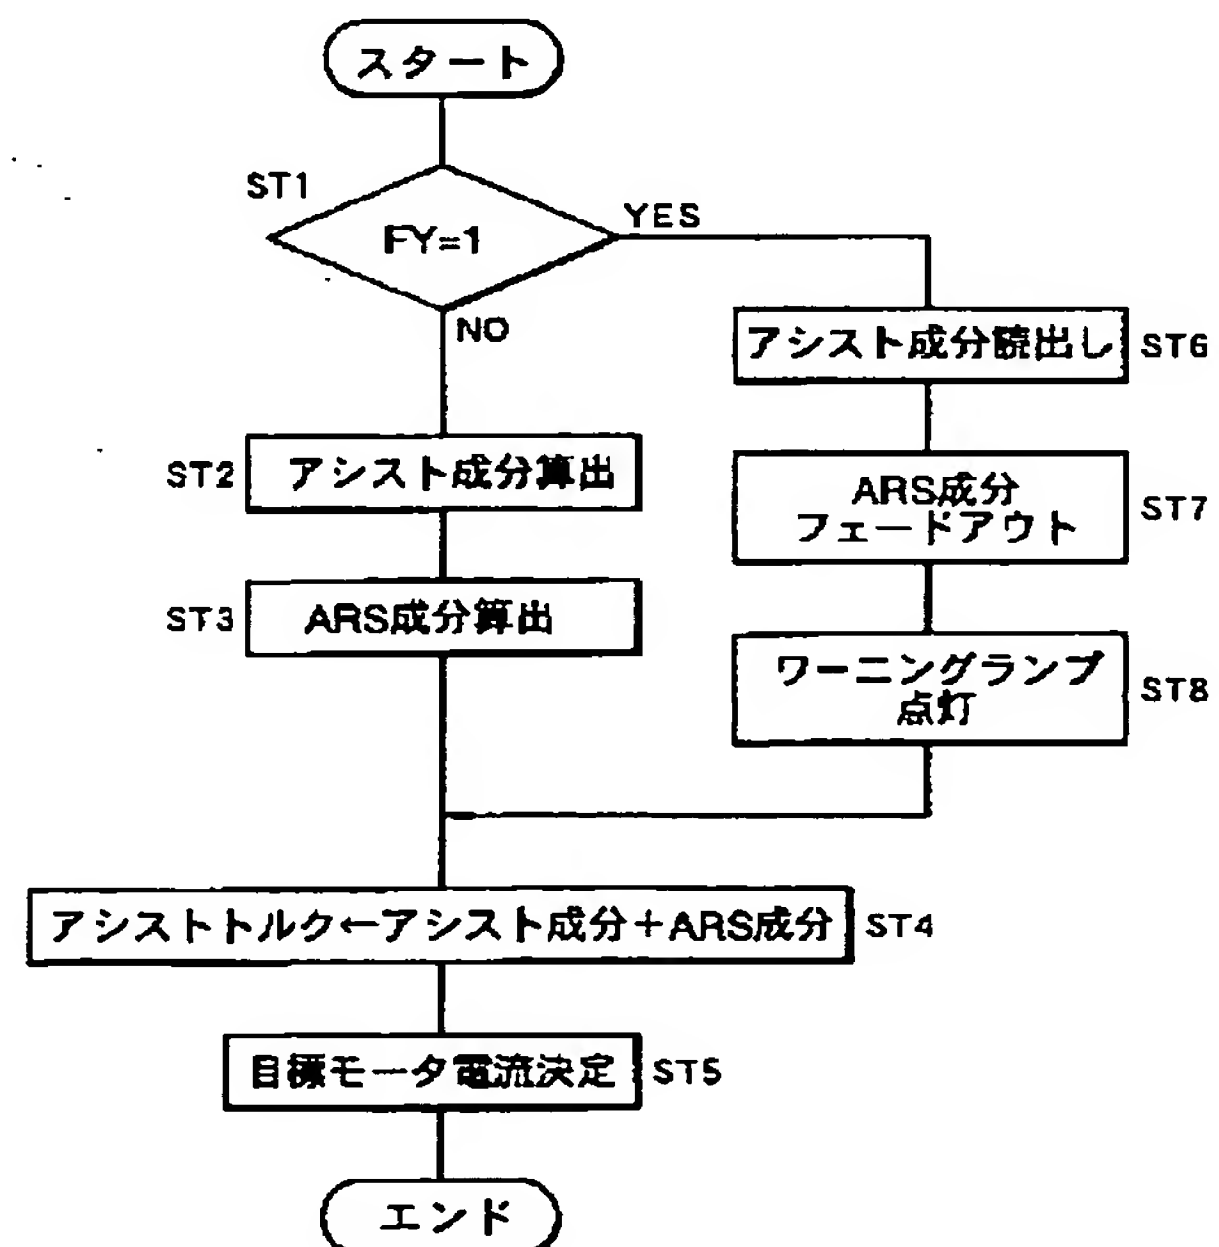 スタート
ST1
FY=1
YES
NO
アシスト成分読出し
ST6
ST2
アシスト成分算出
ARS成分
フェードアウト
ST7
ST3
ARS成分算出
ワーニングランプ
点灯
ST8
アシストトルク←アシスト成分+ARS成分
ST4
目標モータ電流決定
ST5
エンド